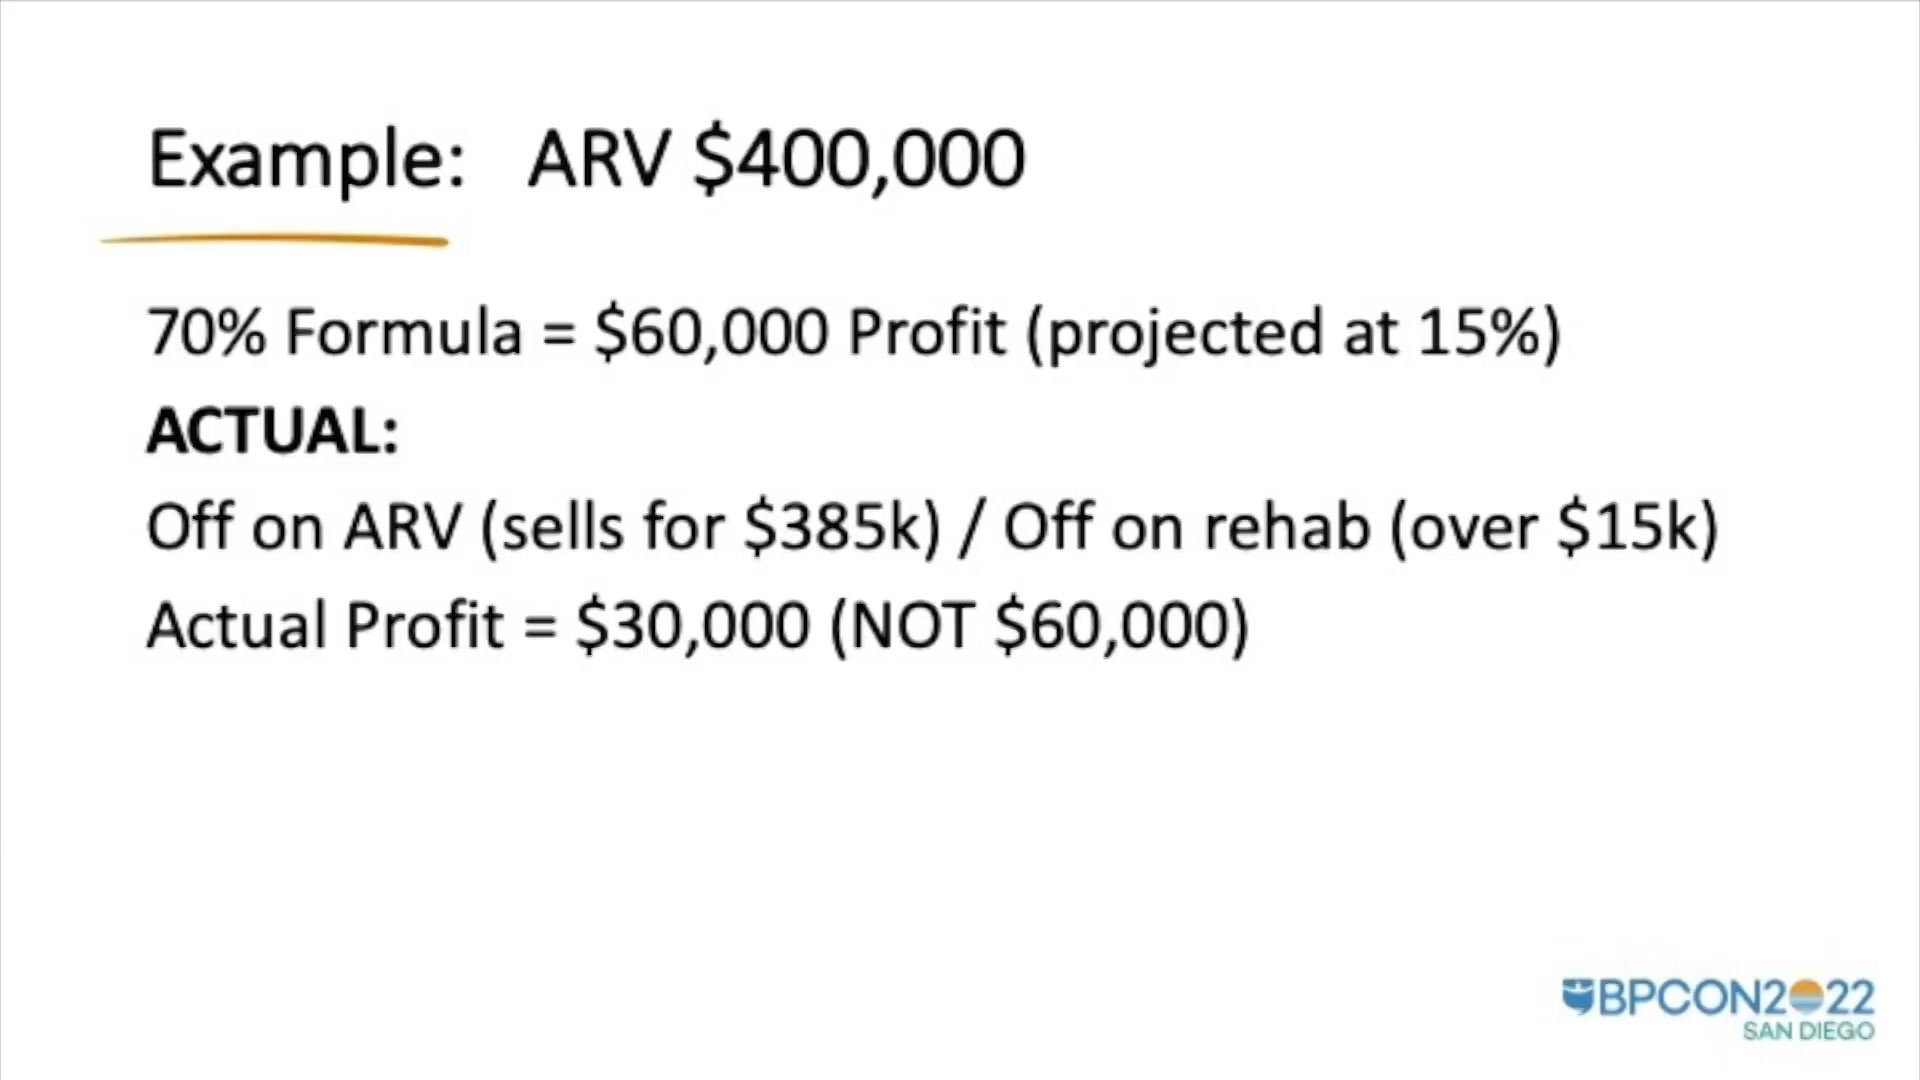 Example: ARV $400,000
70% Formula = $60,000 Profit (projected at 15%)
ACTUAL:
Off on ARV (sells for $385k) / Off on rehab (over $15k)
Actual Profit = $30,000 (NOT $60,000)
BPCON2022
SAN DIEGO